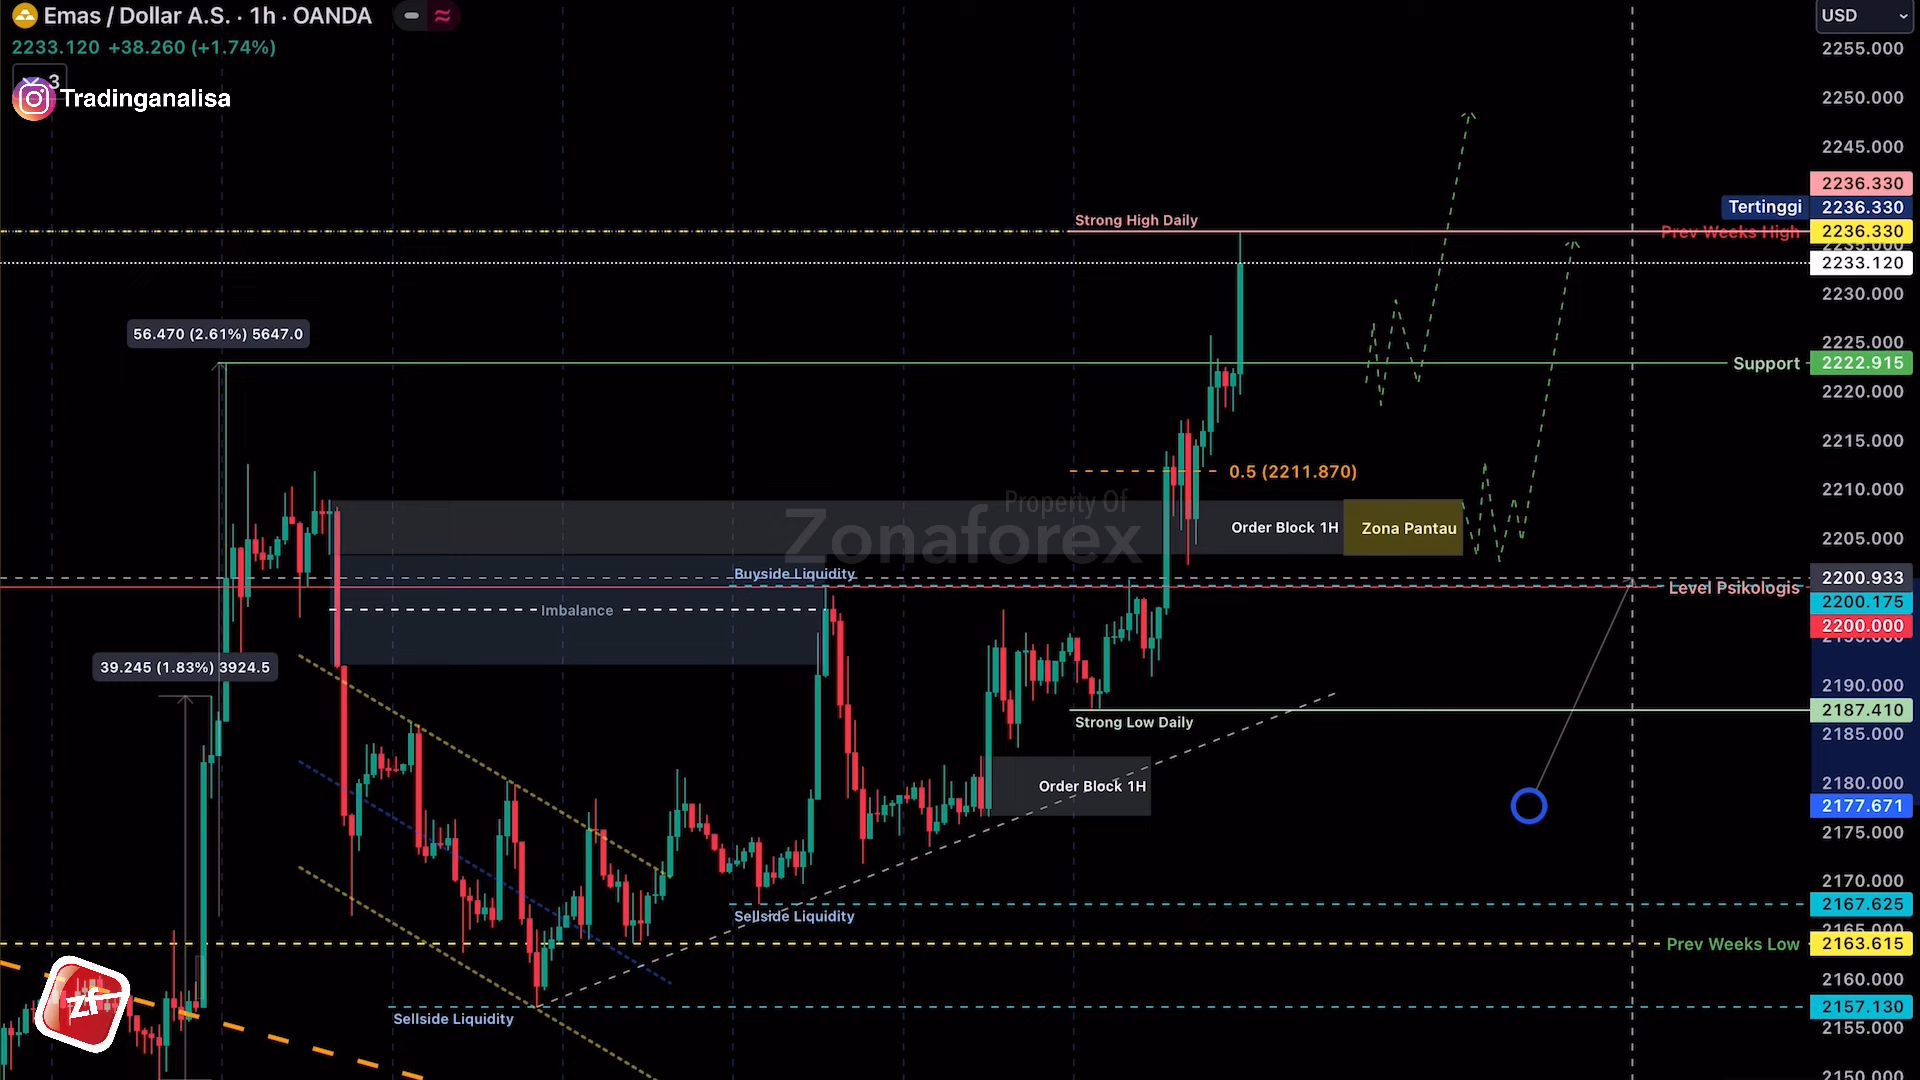 Emas / Dollar A.S. · 1h · OANDA
USD
2233.120 +38.260 (+1.74%)
3
Tradinganalisa
2255.000
2250.000
2245.000
2236.330
Tertinggi 2236.330
Strong High Daily
Prev Weeks High 2236.330
2233.120
2230.000
56.470 (2.61%) 5647.0
2225.000
Support 2222.915
2220.000
2215.000
0.5 (2211.870)
2210.000
Property Of
Zonaforex
Order Block 1H
Zona Pantau
2205.000
Buyside Liquidity
2200.933
Level Psikologis
2200.175
Imbalance
2200.000
39.245 (1.83%) 3924.5
2190.000
2187.410
Strong Low Daily
2185.000
Order Block 1H
2180.000
2177.671
2175.000
2170.000
2167.625
Sellside Liquidity
Prev Weeks Low 2163.615
2160.000
zf
2157.130
Sellside Liquidity
2155.000
2150.000